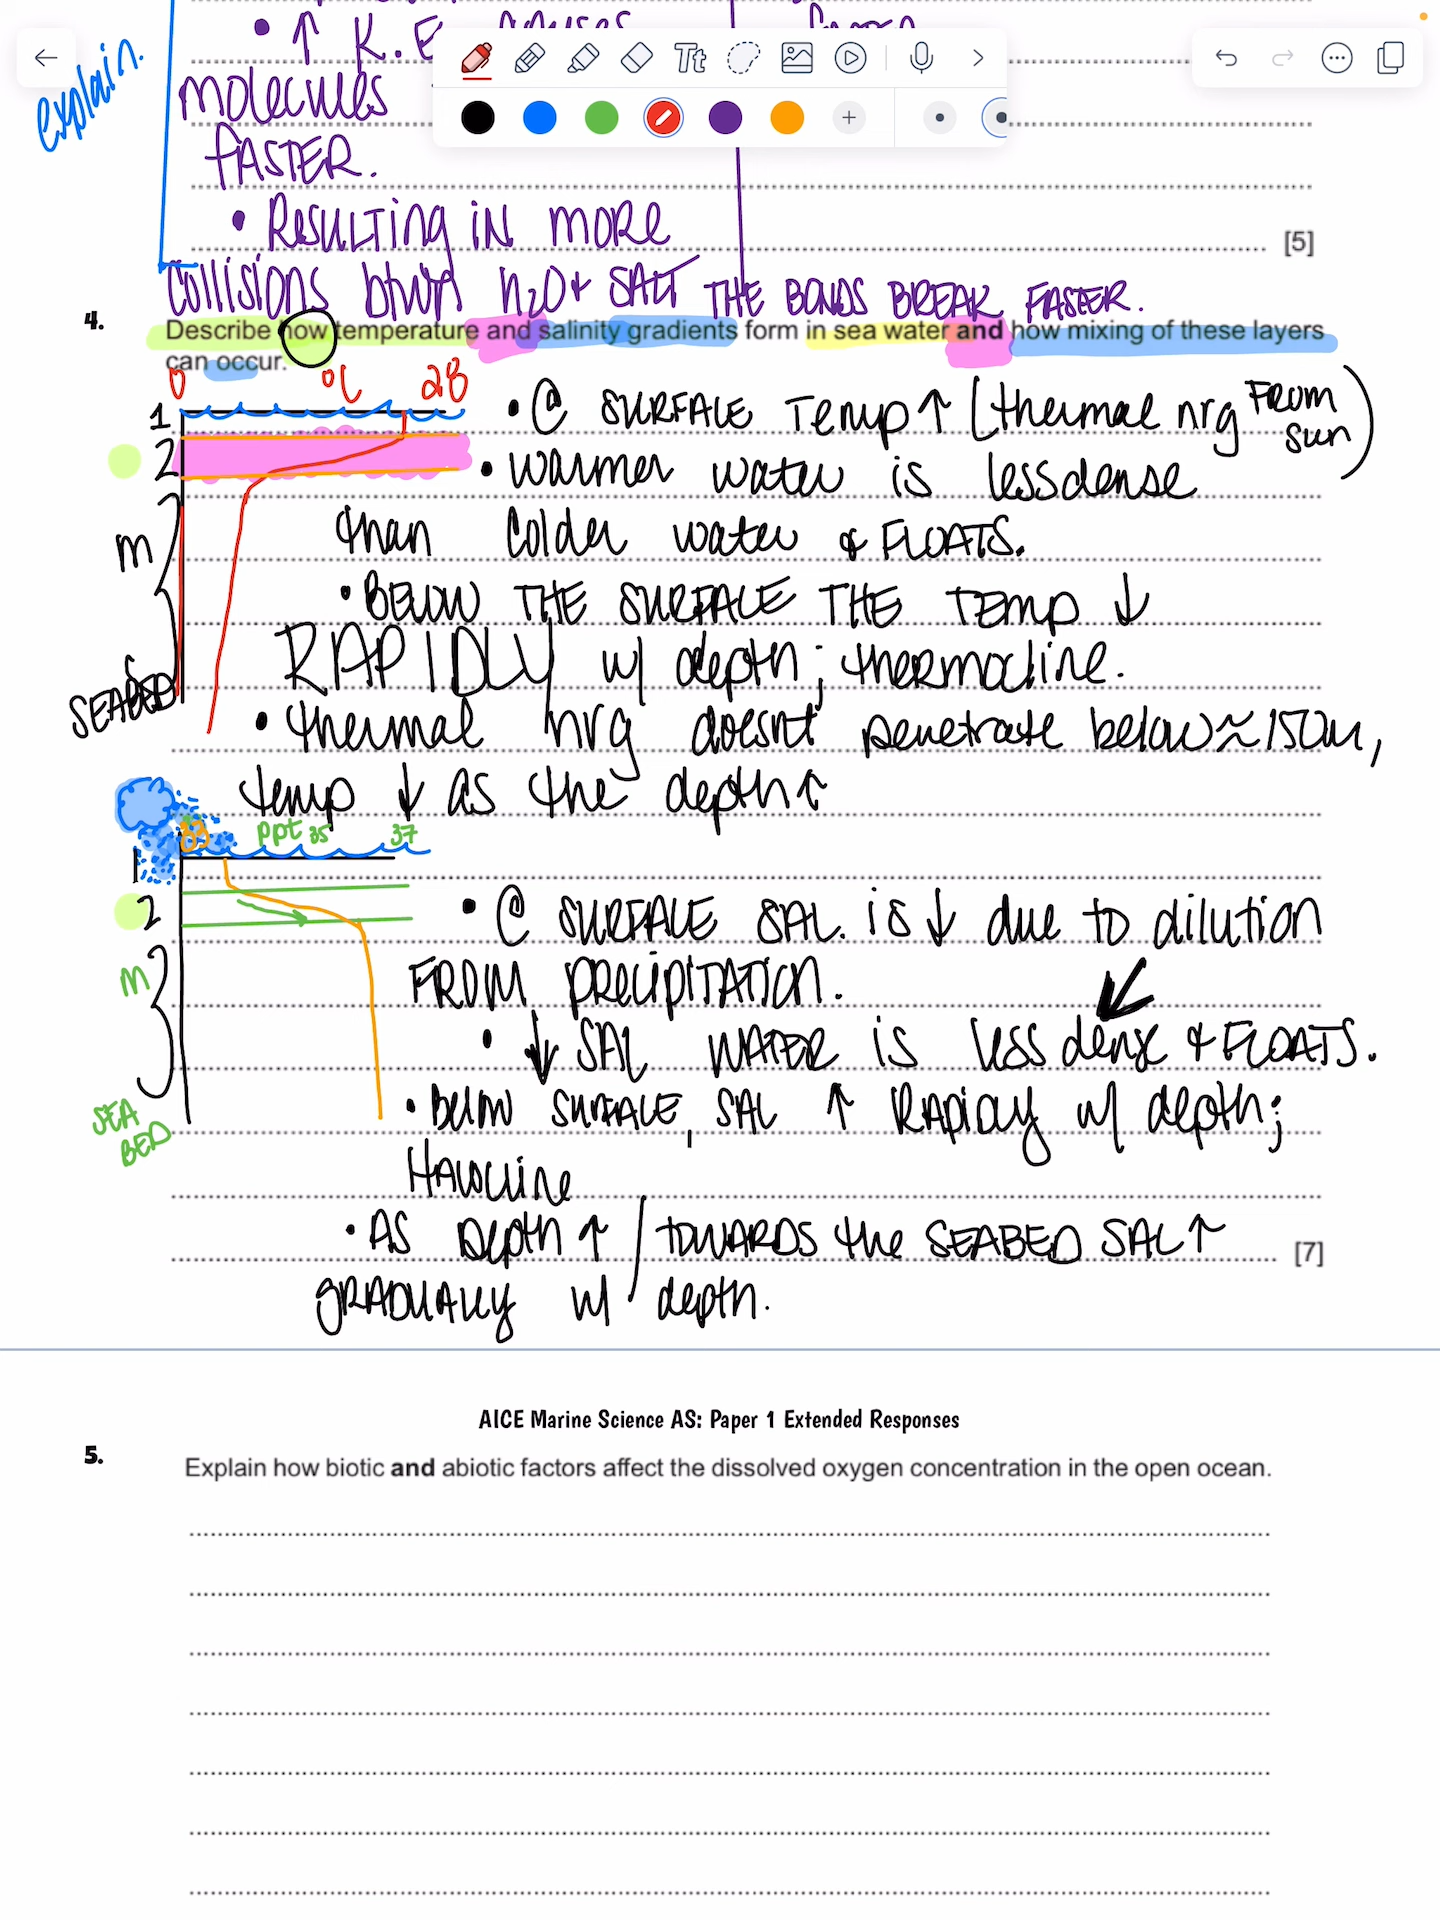 explain.
• ↑ K.E
molecules
FASTER.
• RESULTING IN MORE
[5]
collisions btwn H2O + SALT THE BONDS BREAK FASTER.
4.
Describe how temperature and salinity gradients form in sea water and how mixing of these layers
can occur.
0 °C 28
1
2
m
SEABED
• @ SURFACE Temp ↑ (thermal nrg FROM sun)
• warmer water is less dense
than colder water & FLOATS.
• BELOW THE SURFACE THE TEMP ↓
RAPIDLY w/ depth; thermocline.
• thermal nrg doesnt penetrate below ≈ 150m,
temp ↓ as the depth ↑
33 ppt 35 37
1
2
m
SEA
BED
• @ SURFACE SAL. is ↓ due to dilution
FROM PRECIPITATION.
• ↓ SAL WATER is less dense & FLOATS.
• Below SURFACE, SAL ↑ RAPIDLY w/ depth;
HALOCLINE
• AS Depth ↑ / TOWARDS the SEABED SAL ↑
GRADUALLY w/ depth.
[7]
AICE Marine Science AS: Paper 1 Extended Responses
5.
Explain how biotic and abiotic factors affect the dissolved oxygen concentration in the open ocean.